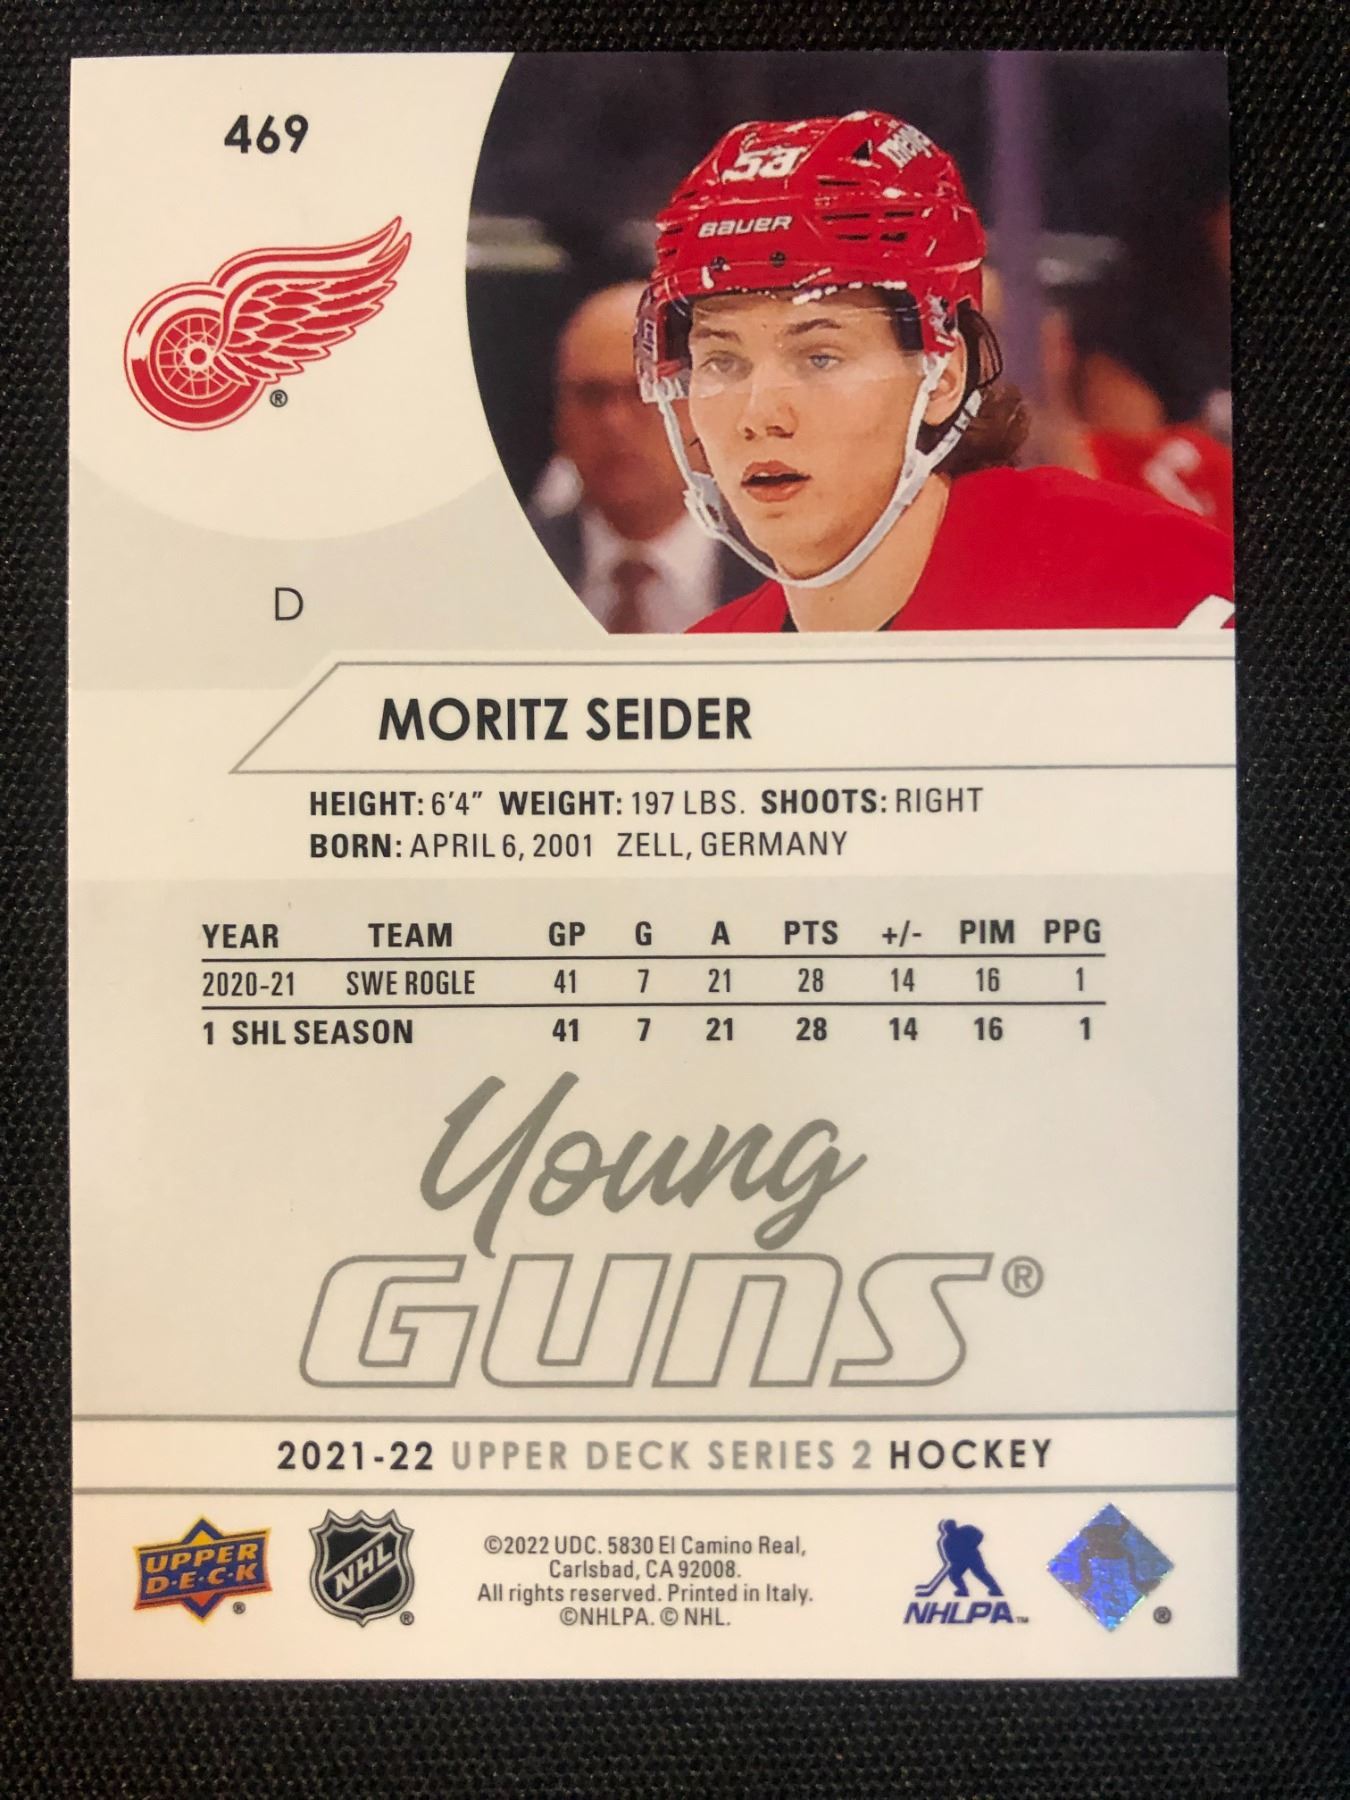 469
53
BAUER
®
D
MORITZ SEIDER
HEIGHT: 6'4" WEIGHT: 197 LBS. SHOOTS: RIGHT
BORN: APRIL 6, 2001 ZELL, GERMANY
YEAR TEAM GP G A PTS +/- PIM PPG
2020-21 SWE ROGLE 41 7 21 28 14 16 1
1 SHL SEASON 41 7 21 28 14 16 1
Young
GUNS®
2021-22 UPPER DECK SERIES 2 HOCKEY
UPPER
D·E·C·K
®
NHL
®
©2022 UDC. 5830 El Camino Real,
Carlsbad, CA 92008.
All rights reserved. Printed in Italy.
©NHLPA. © NHL.
NHLPA™
®